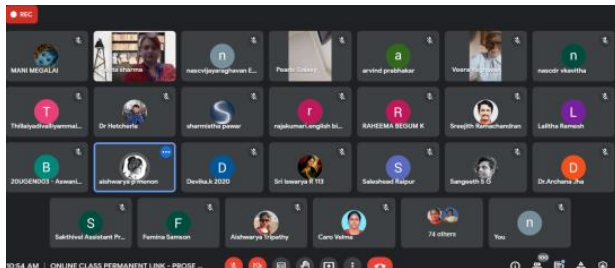 REC
MANI MEGALAI
ta sharma
n
nascvijayaraghavan E...
a
arvind prabhakar
Veera
n
nascdr vkavitha
T
Thillaiyadhvalliyammai...
Dr Hetcherla
S
sharmistha pawar
r
rajakumari.english bi...
R
RAHEEMA BEGUM K
Sreejith Ramachandran
L
Lalitha Ramesh
B
20UGEN003 - Aswani...
aishwarya p menon
D
Devika.k 2020
Sri Iswarya R 113
S
Saleshead Raipur
Sangeeth S G
D
Dr.Archana Jha
S
Sakthivel Assistant Pr...
F
Femina Samson
Aishwarya Tripathy
Caro Velma
74 others
n
You
10:54 AM | ONLINE CLASS PERMANENT LINK - PROSE ...
100